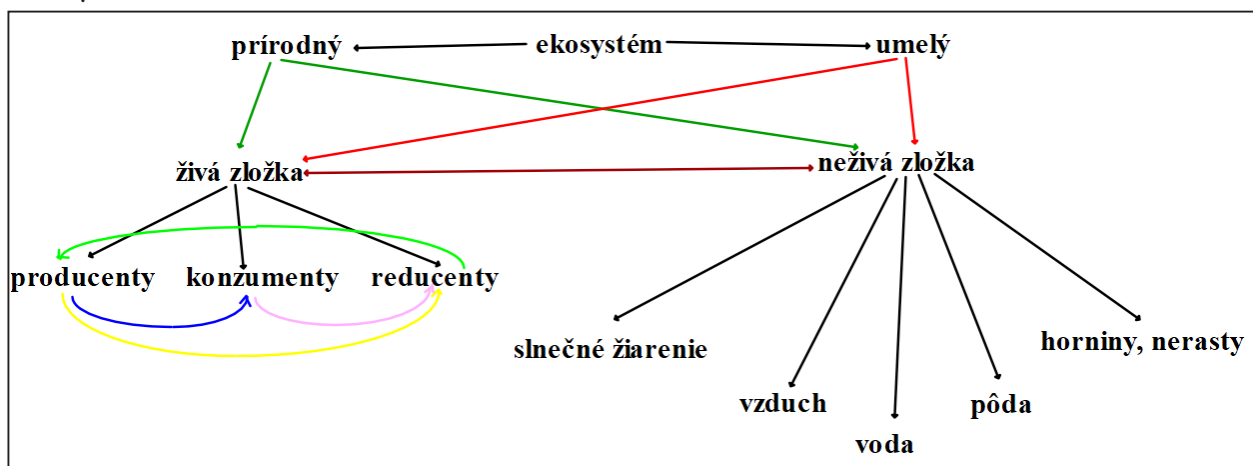 prírodný ekosystém umelý
živá zložka neživá zložka
producenty konzumenty reducenty
slnečné žiarenie horniny, nerasty
vzduch pôda
voda